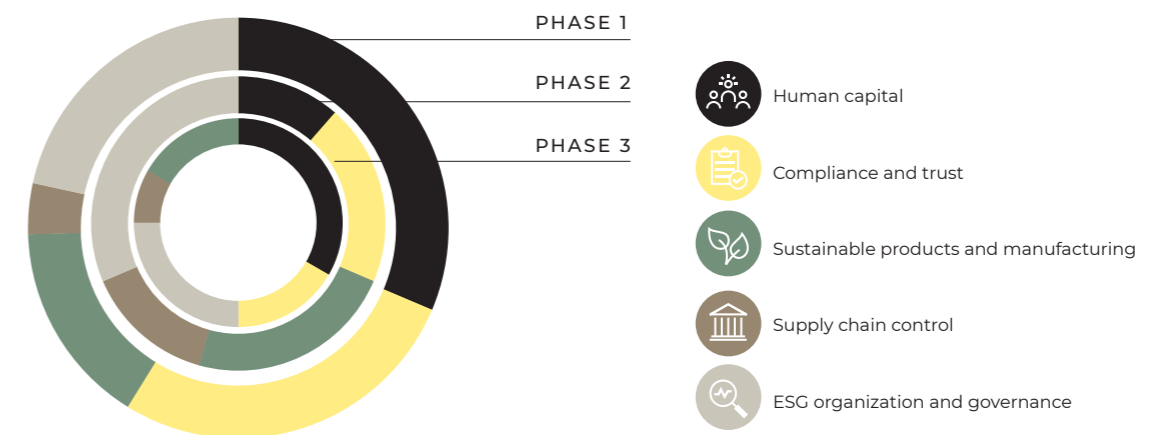 PHASE 1
PHASE 2
PHASE 3
Human capital
Compliance and trust
Sustainable products and manufacturing
Supply chain control
ESG organization and governance